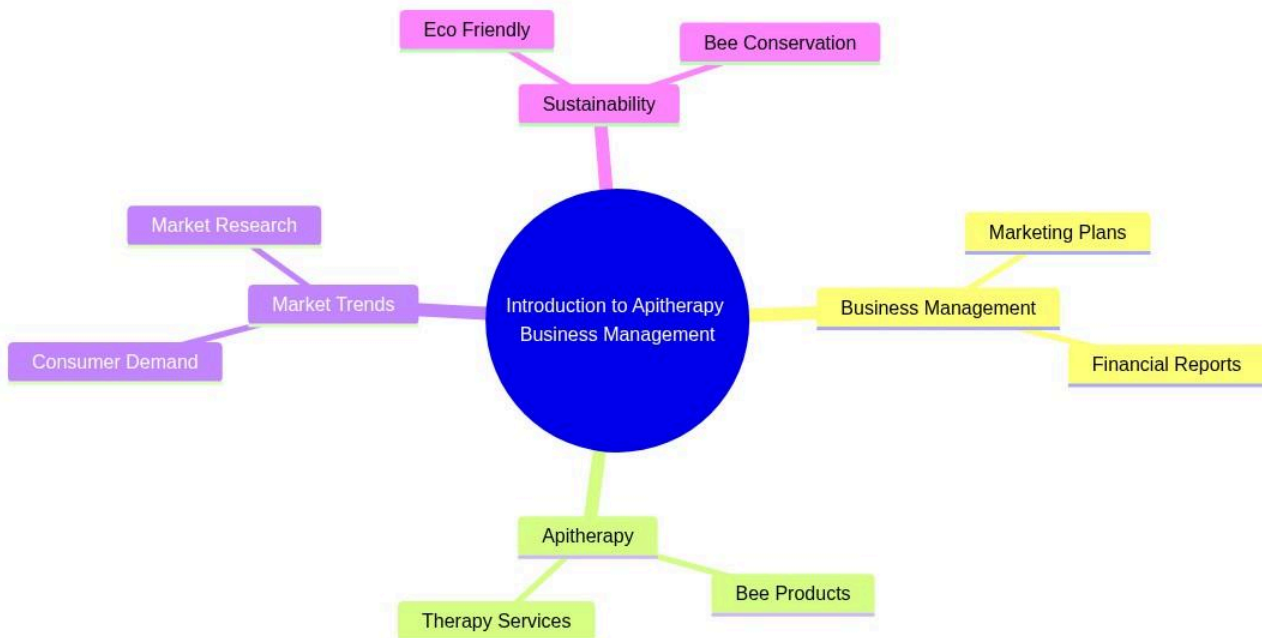 Eco Friendly
Bee Conservation
Sustainability
Market Research
Marketing Plans
Market Trends
Introduction to Apitherapy
Business Management
Business Management
Consumer Demand
Financial Reports
Apitherapy
Bee Products
Therapy Services